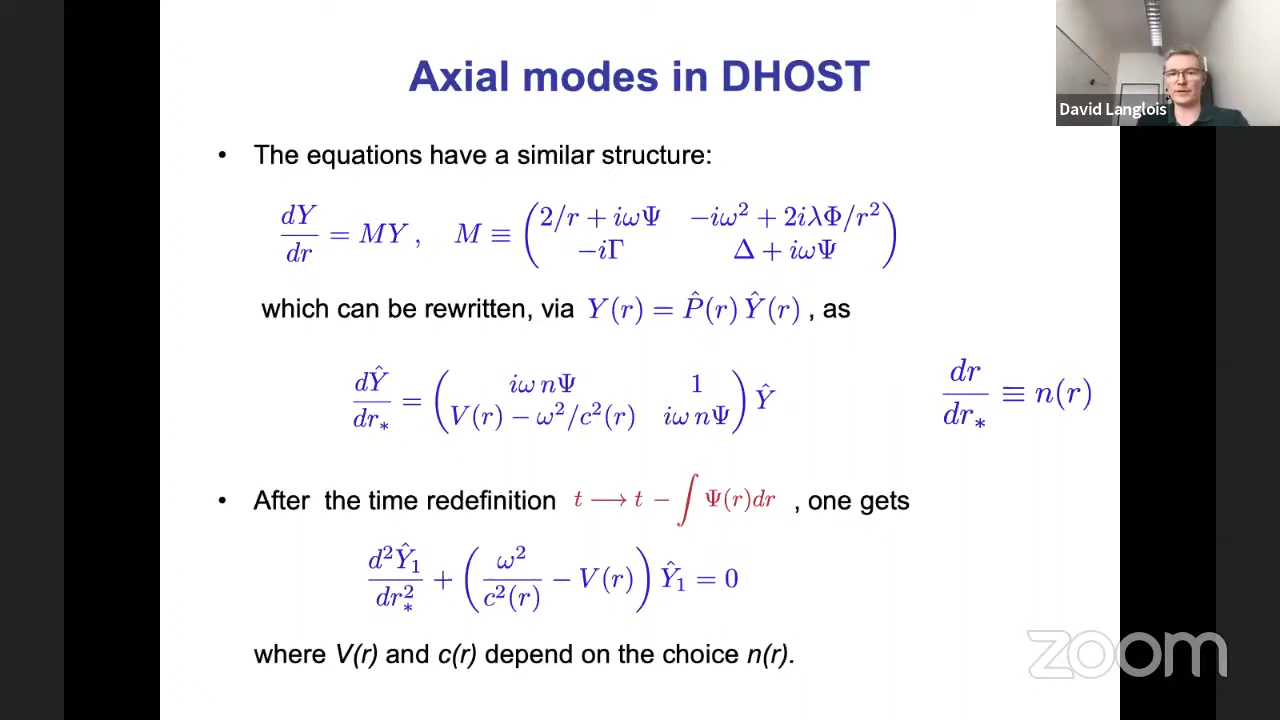 Axial modes in DHOST
David Langlois
• The equations have a similar structure:
dY/dr = MY , M ≡ ( 2/r + iωΨ   −iω² + 2iλΦ/r² ; −iΓ   Δ + iωΨ )
which can be rewritten, via Y(r) = P̂(r) Ŷ(r) , as
dŶ/dr∗ = ( iω nΨ   1 ; V(r) − ω²/c²(r)   iω nΨ ) Ŷ
dr/dr∗ ≡ n(r)
• After the time redefinition t ⟶ t − ∫ Ψ(r)dr , one gets
d²Ŷ₁/dr∗² + ( ω²/c²(r) − V(r) ) Ŷ₁ = 0
where V(r) and c(r) depend on the choice n(r).
zoom